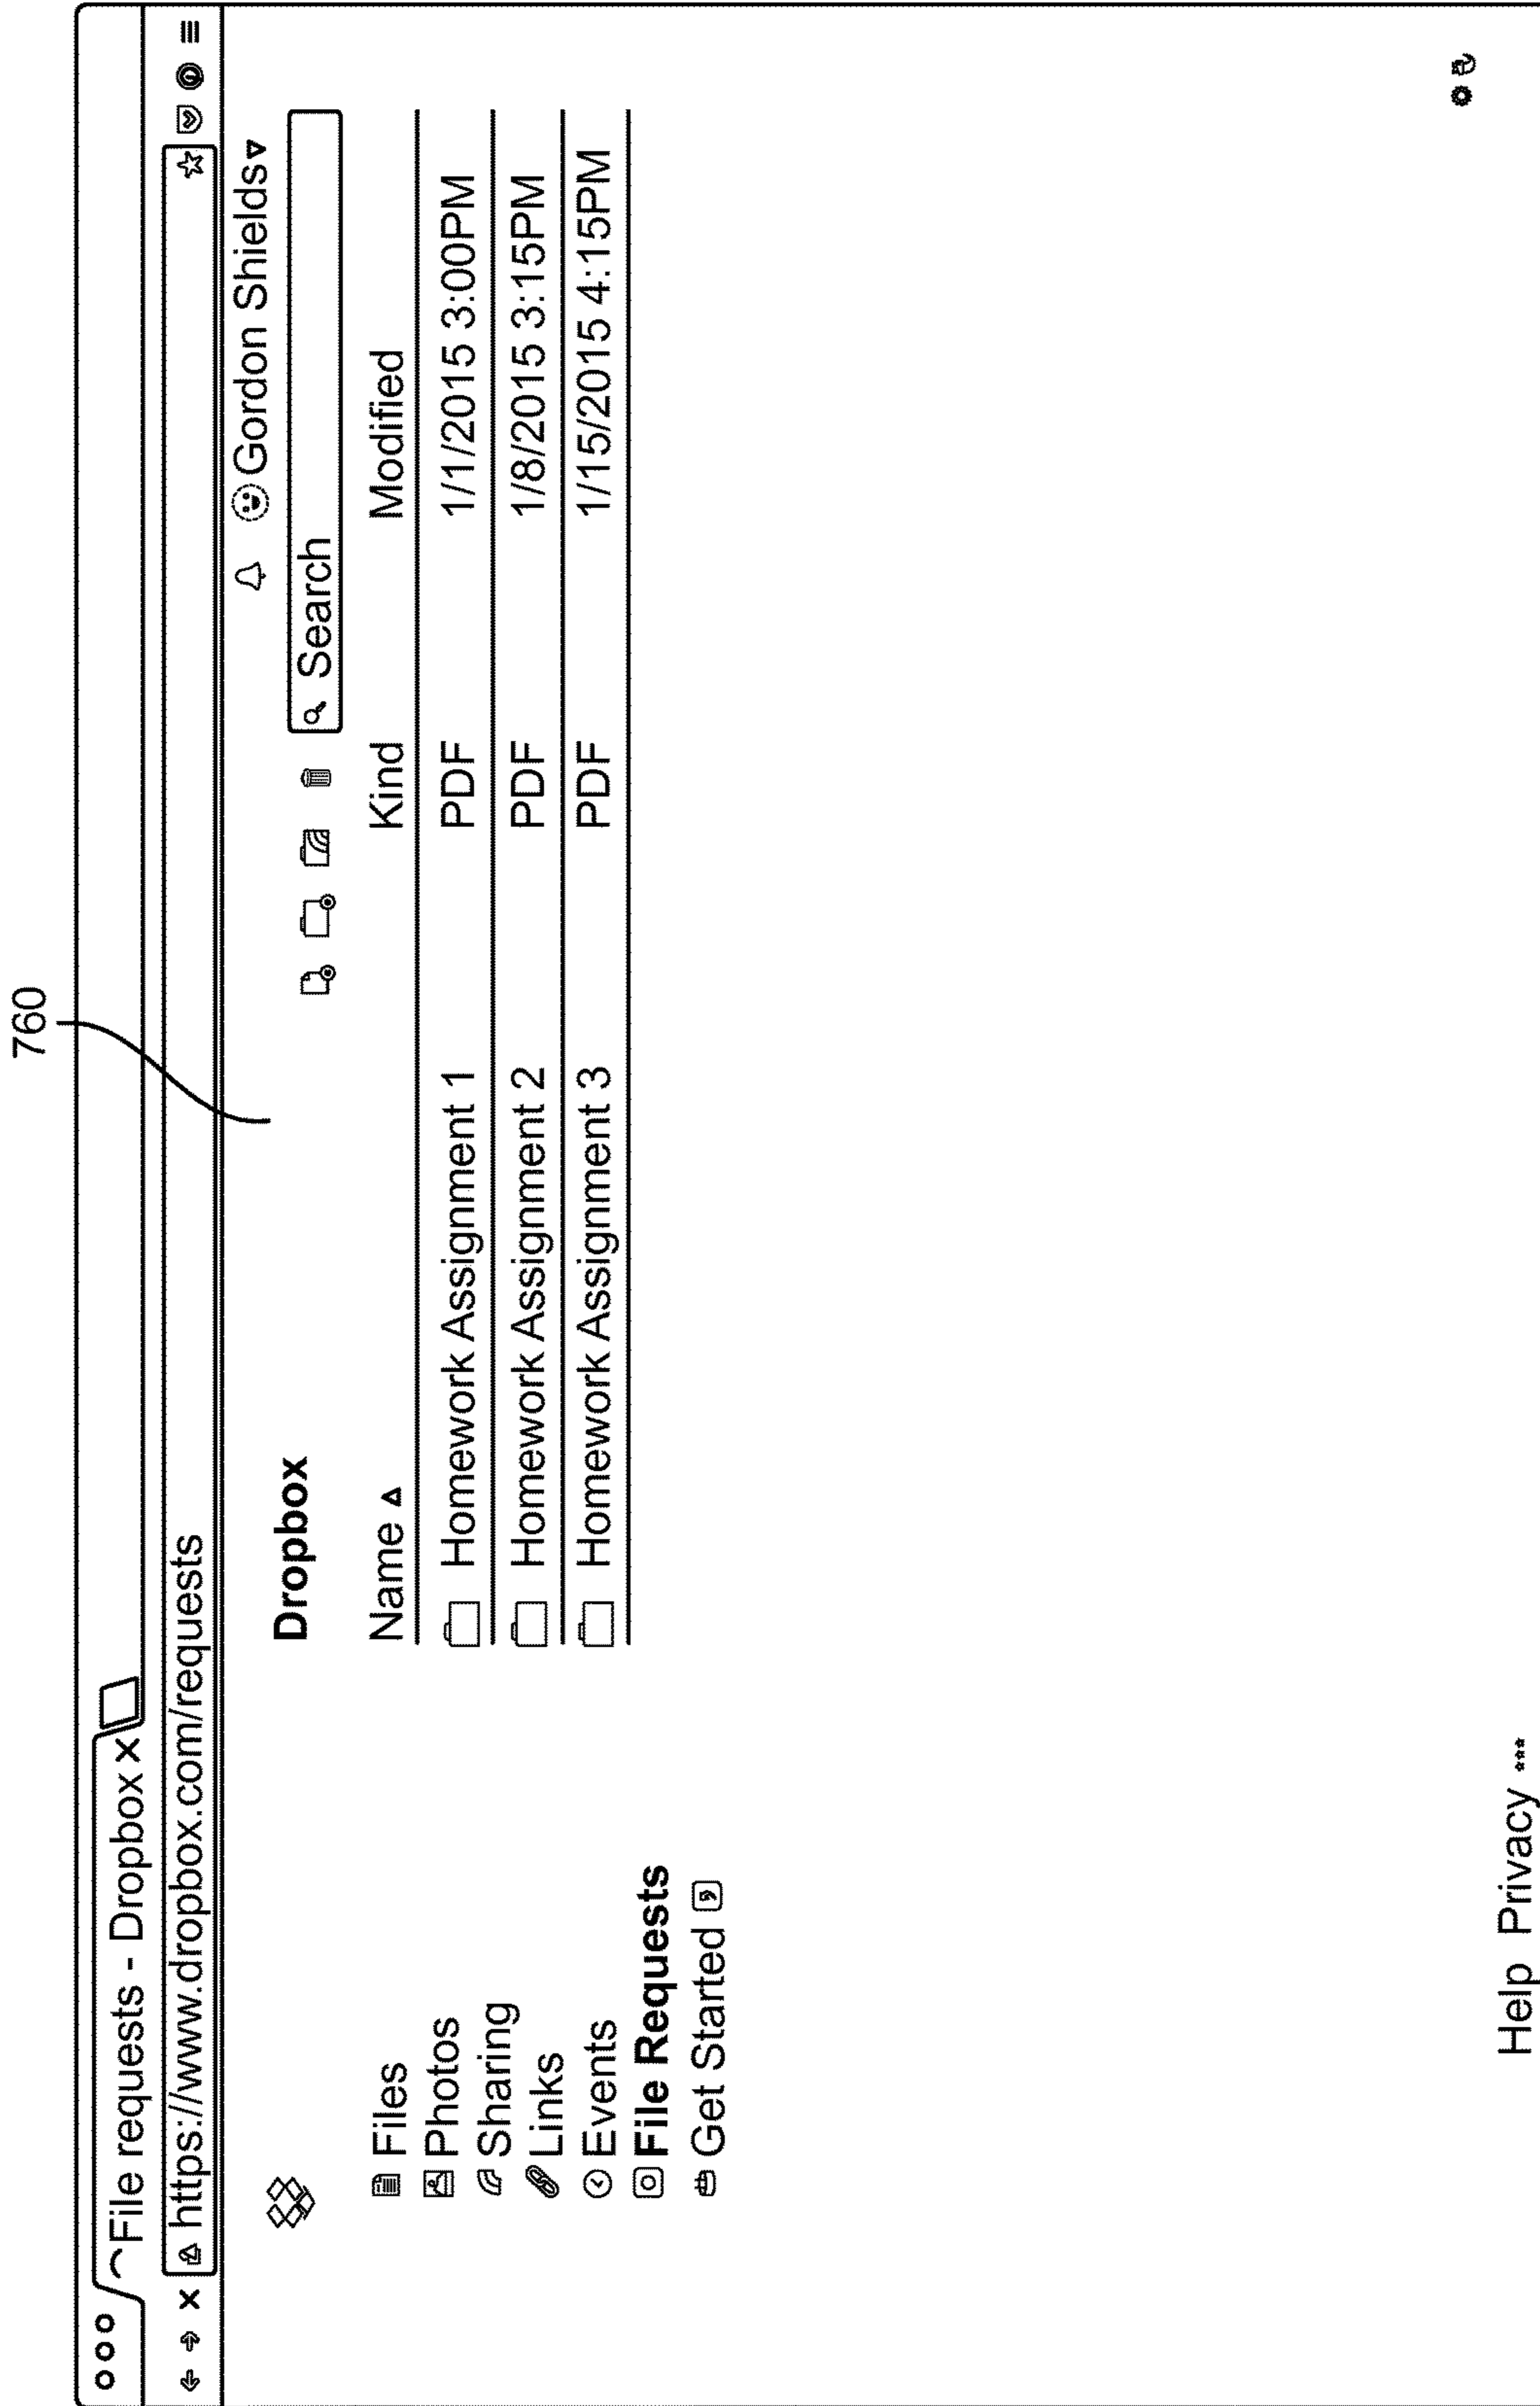 760
File requests - Dropbox
https://www.dropbox.com/requests
Gordon Shields
Dropbox
Search
Name Kind Modified
Homework Assignment 1 PDF 1/1/2015 3:00PM
Homework Assignment 2 PDF 1/8/2015 3:15PM
Homework Assignment 3 PDF 1/15/2015 4:15PM
Files
Photos
Sharing
Links
Events
File Requests
Get Started
Help Privacy